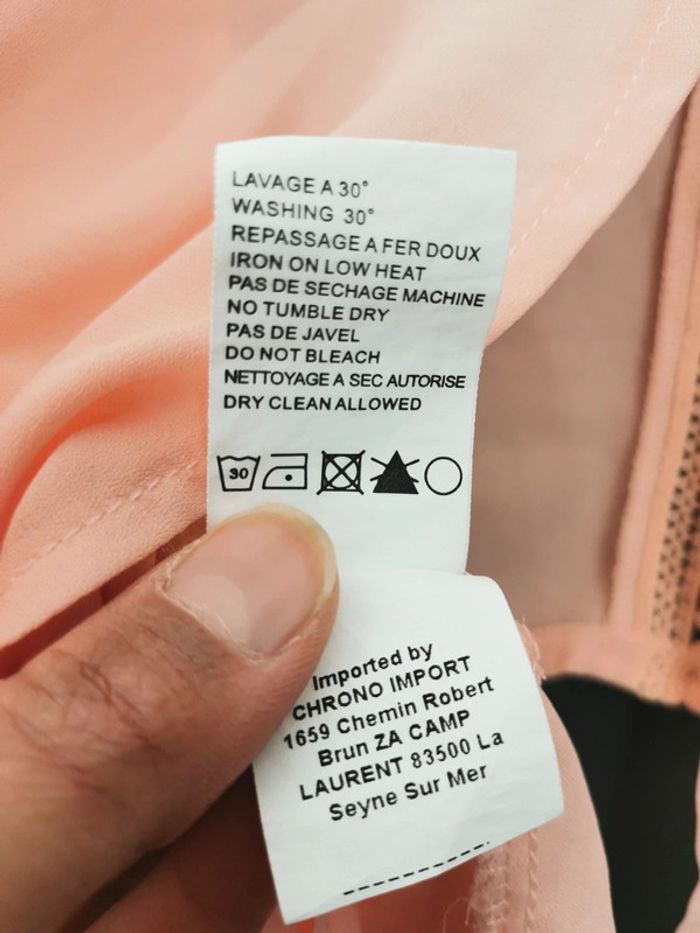 LAVAGE A 30°
WASHING 30°
REPASSAGE A FER DOUX
IRON ON LOW HEAT
PAS DE SECHAGE MACHINE
NO TUMBLE DRY
PAS DE JAVEL
DO NOT BLEACH
NETTOYAGE A SEC AUTORISE
DRY CLEAN ALLOWED
30
Imported by
CHRONO IMPORT
1659 Chemin Robert
Brun ZA CAMP
LAURENT 83500 La
Seyne Sur Mer